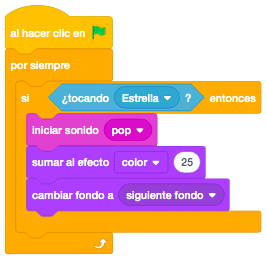 al hacer clic en
por siempre
si ¿tocando Estrella ? entonces
iniciar sonido pop
sumar al efecto color 25
cambiar fondo a siguiente fondo